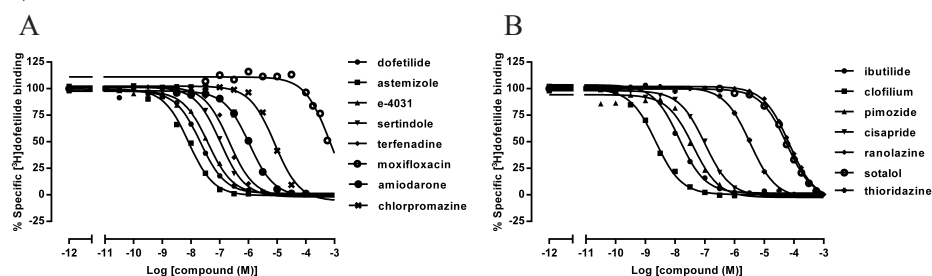 A
% Specific [³H]dofetilide binding
125
100
75
50
25
0
-25
-12 -11 -10 -9 -8 -7 -6 -5 -4 -3
Log [compound (M)]
dofetilide
astemizole
e-4031
sertindole
terfenadine
moxifloxacin
amiodarone
chlorpromazine
B
% Specific [³H]dofetilide binding
125
100
75
50
25
0
-25
-12 -11 -10 -9 -8 -7 -6 -5 -4 -3
Log [compound (M)]
ibutilide
clofilium
pimozide
cisapride
ranolazine
sotalol
thioridazine